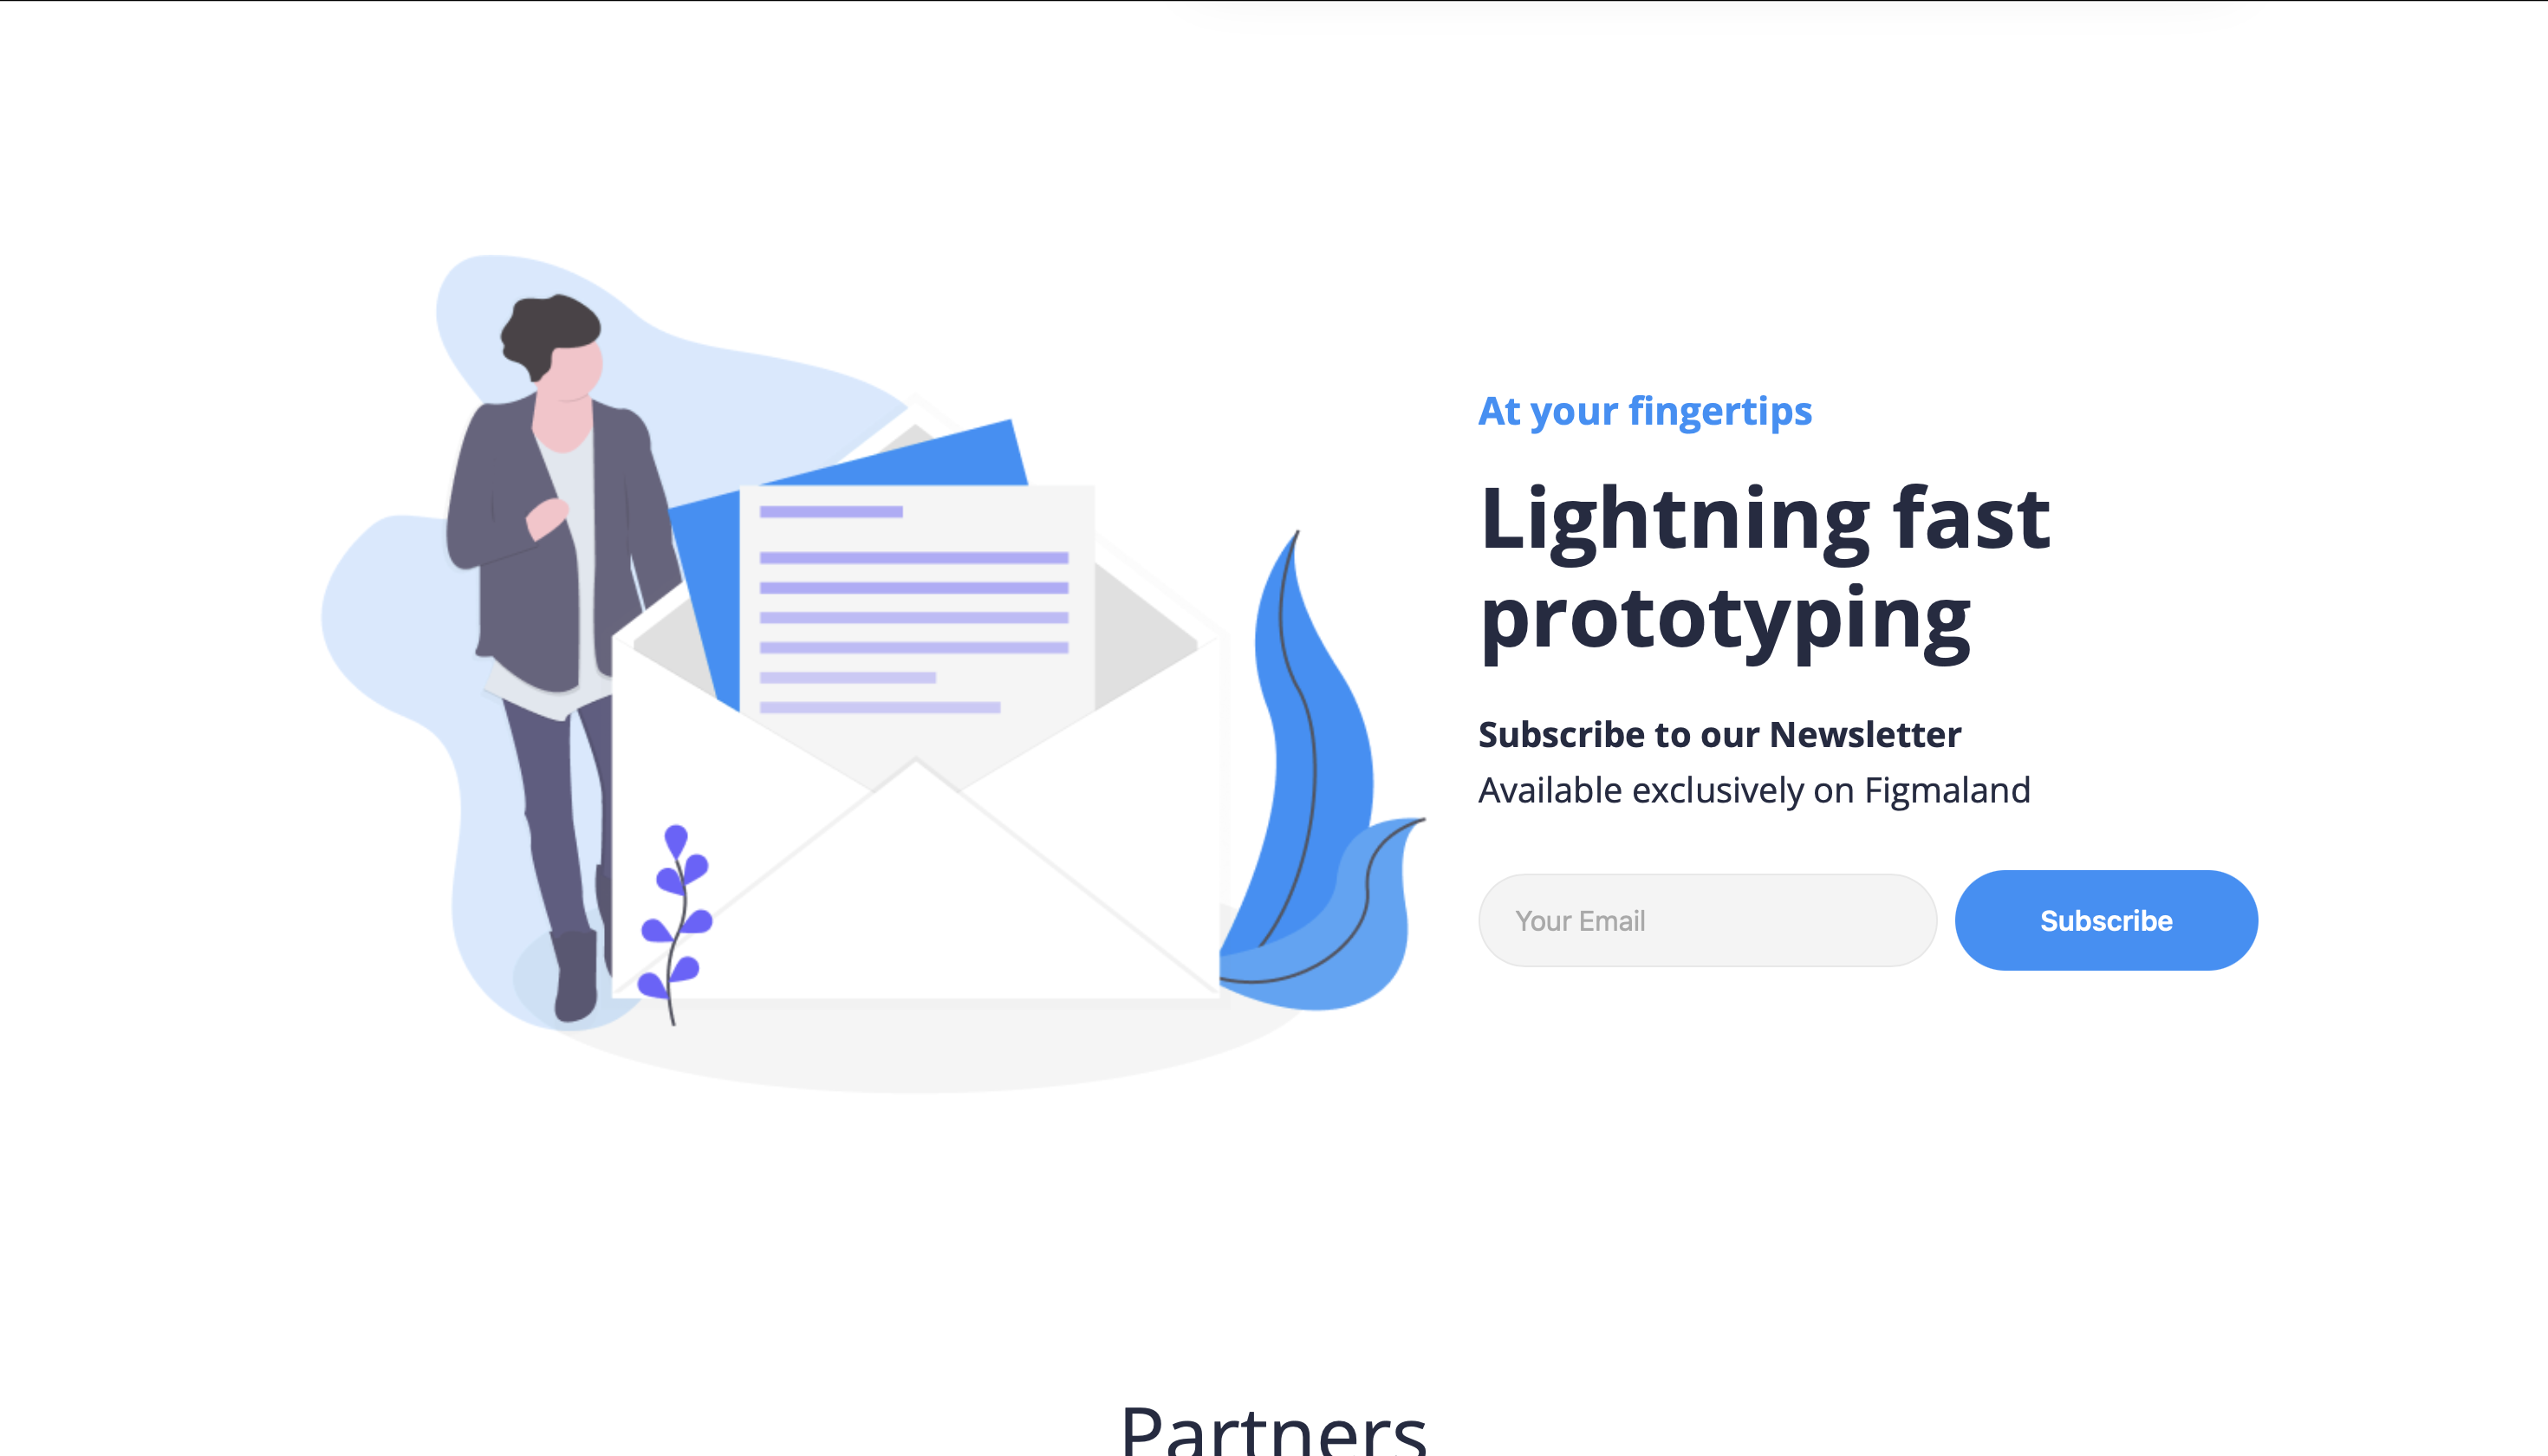 At your fingertips
Lightning fast
prototyping
Subscribe to our Newsletter
Available exclusively on Figmaland
Your Email
Subscribe
Partners